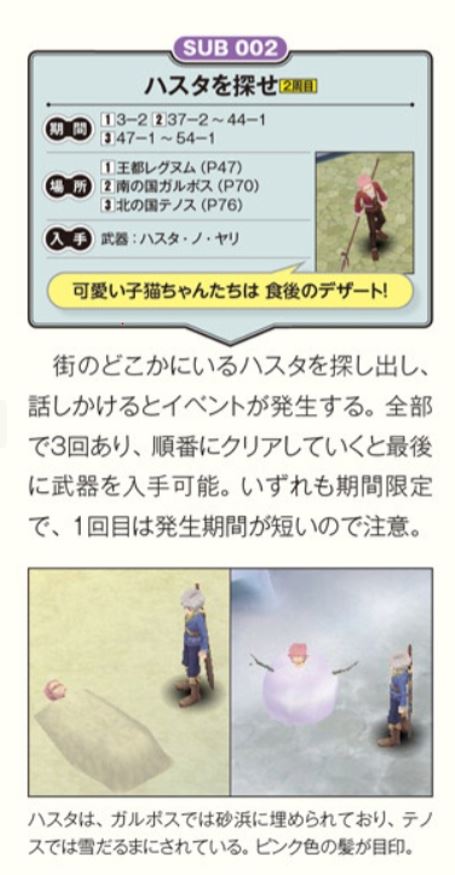 SUB 002
ハスタを探せ 2周目
期間 1 3−2 2 37−2～44−1
3 47−1～54−1
場所 1 王都レグヌム（P47）
2 南の国ガルポス（P70）
3 北の国テノス（P76）
入手 武器：ハスタ・ノ・ヤリ
可愛い子猫ちゃんたちは 食後のデザート!
街のどこかにいるハスタを探し出し、
話しかけるとイベントが発生する。全部
で3回あり、順番にクリアしていくと最後
に武器を入手可能。いずれも期間限定
で、1回目は発生期間が短いので注意。
ハスタは、ガルポスでは砂浜に埋められており、テノ
スでは雪だるまにされている。ピンク色の髪が目印。